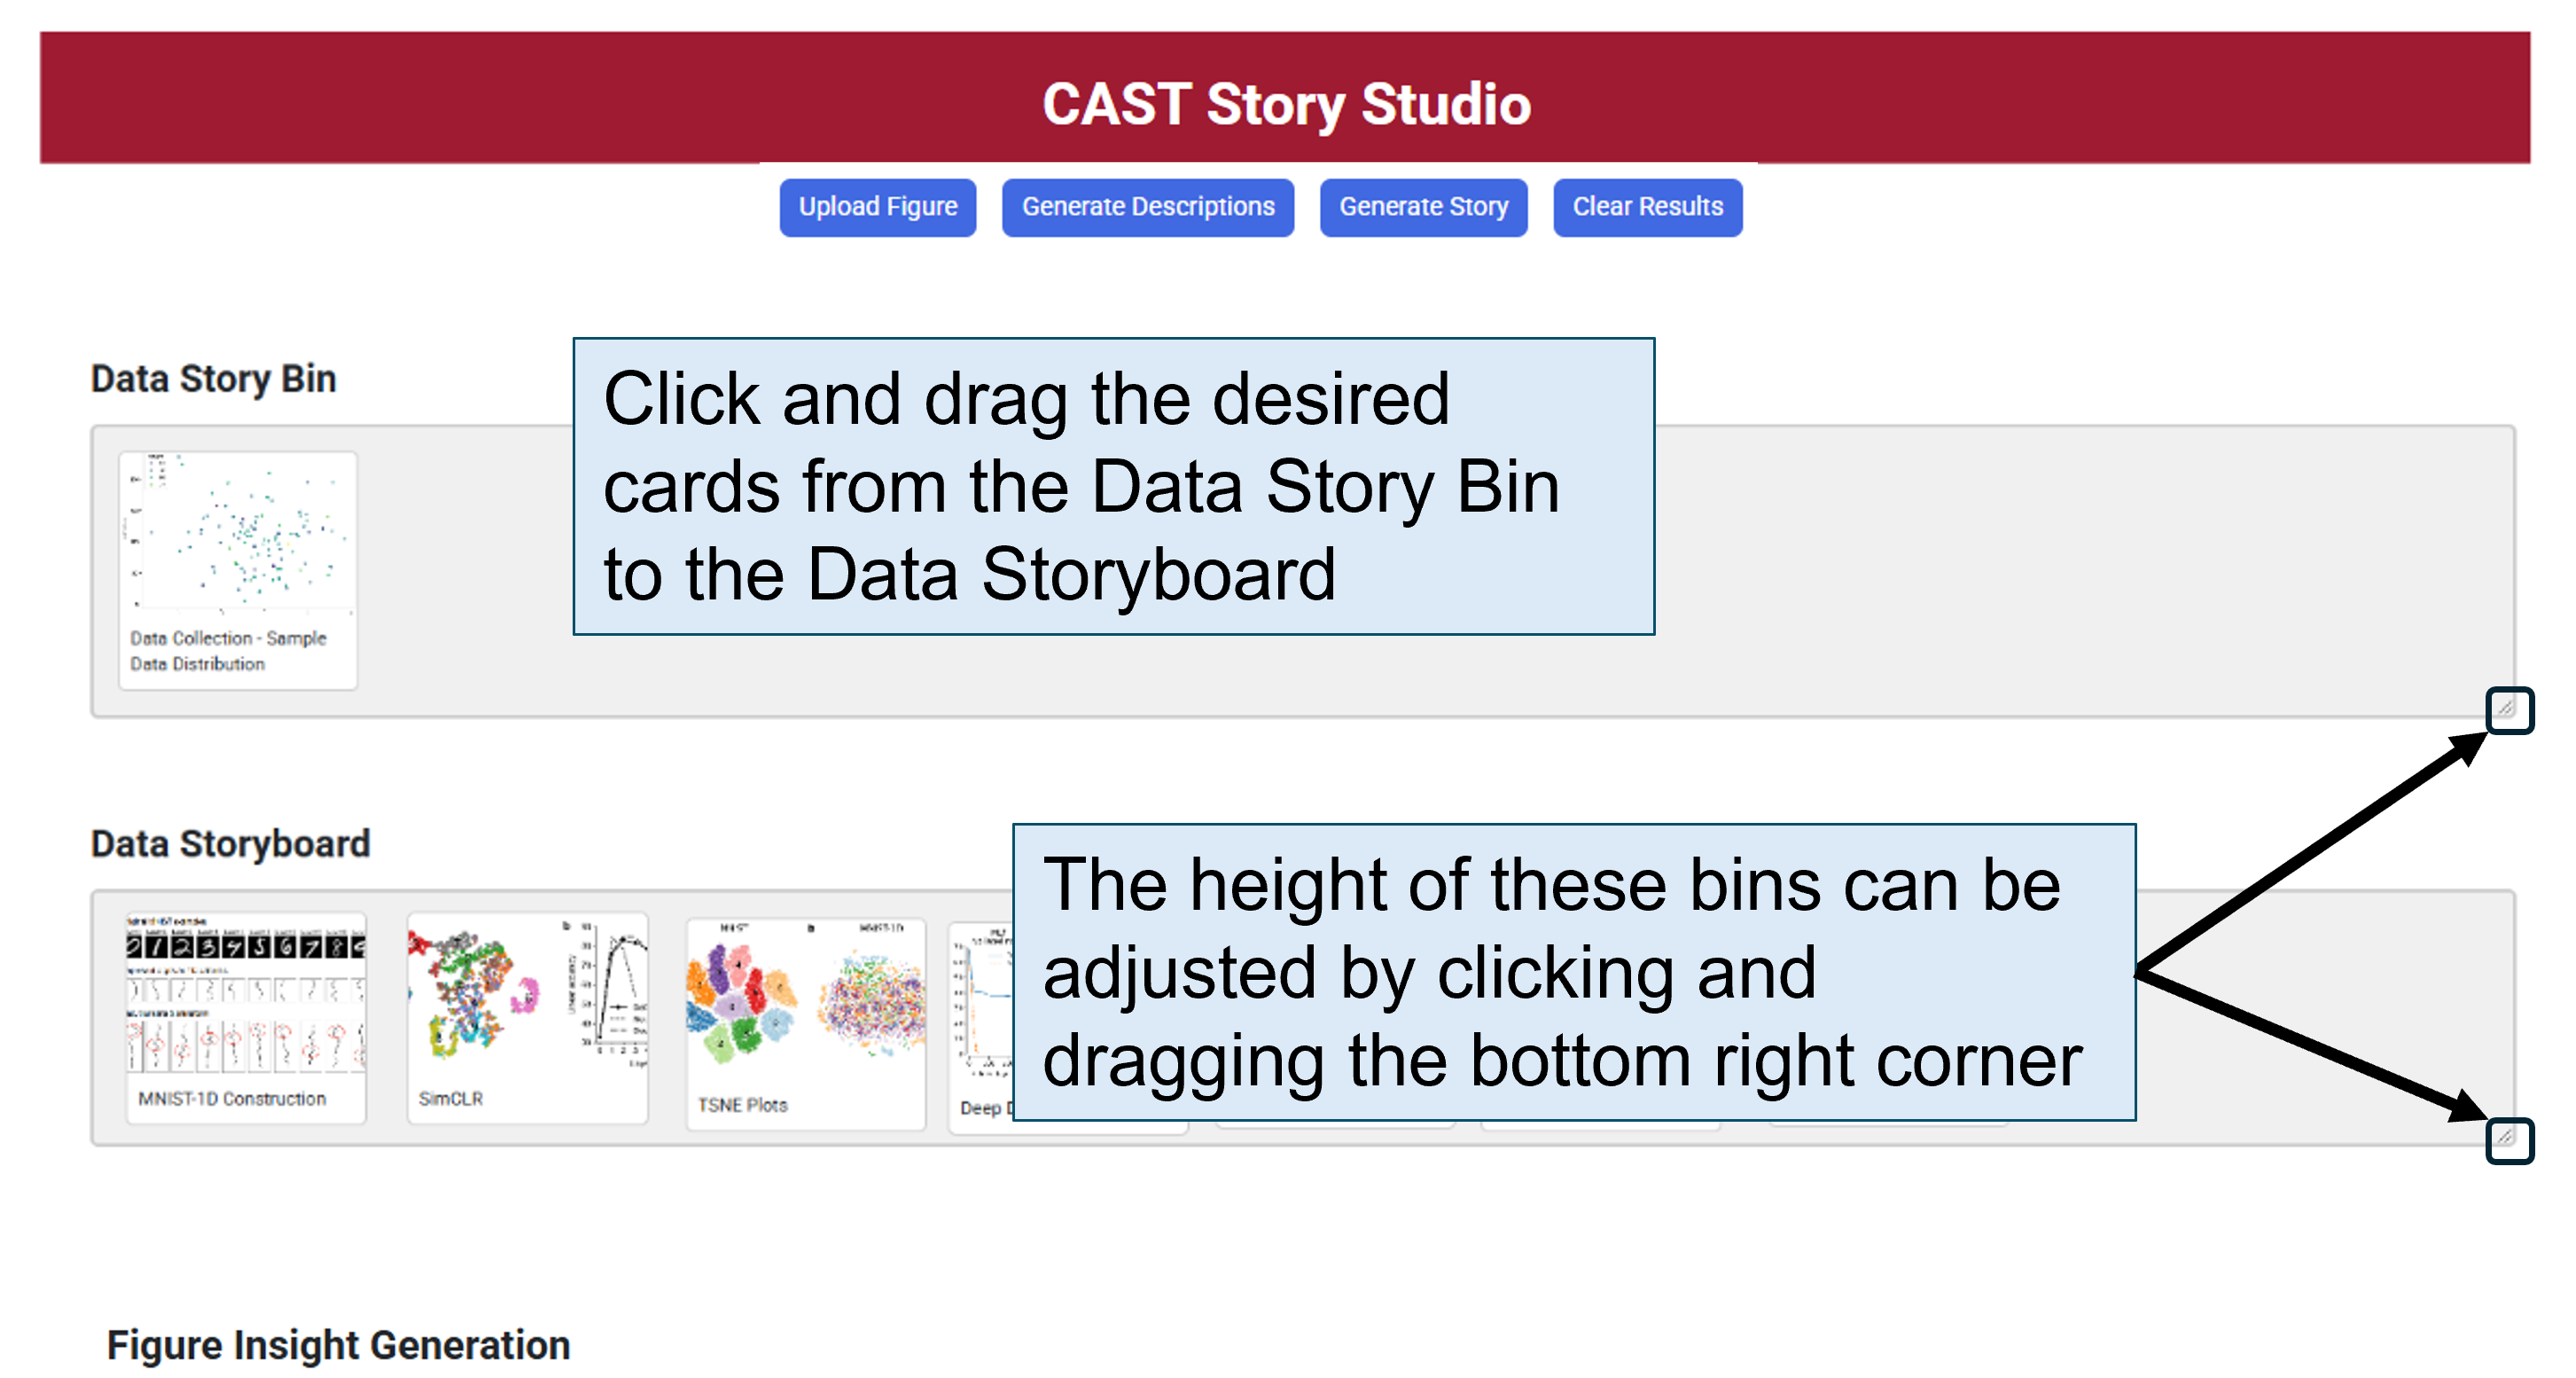 CAST Story Studio
Upload Figure
Generate Descriptions
Generate Story
Clear Results
Data Story Bin
Click and drag the desired
cards from the Data Story Bin
to the Data Storyboard
Data Collection - Sample
Data Distribution
Data Storyboard
The height of these bins can be
adjusted by clicking and
dragging the bottom right corner
MNIST MNIST-1D
MNIST-1D Construction
SimCLR
TSNE Plots
Deep
Figure Insight Generation